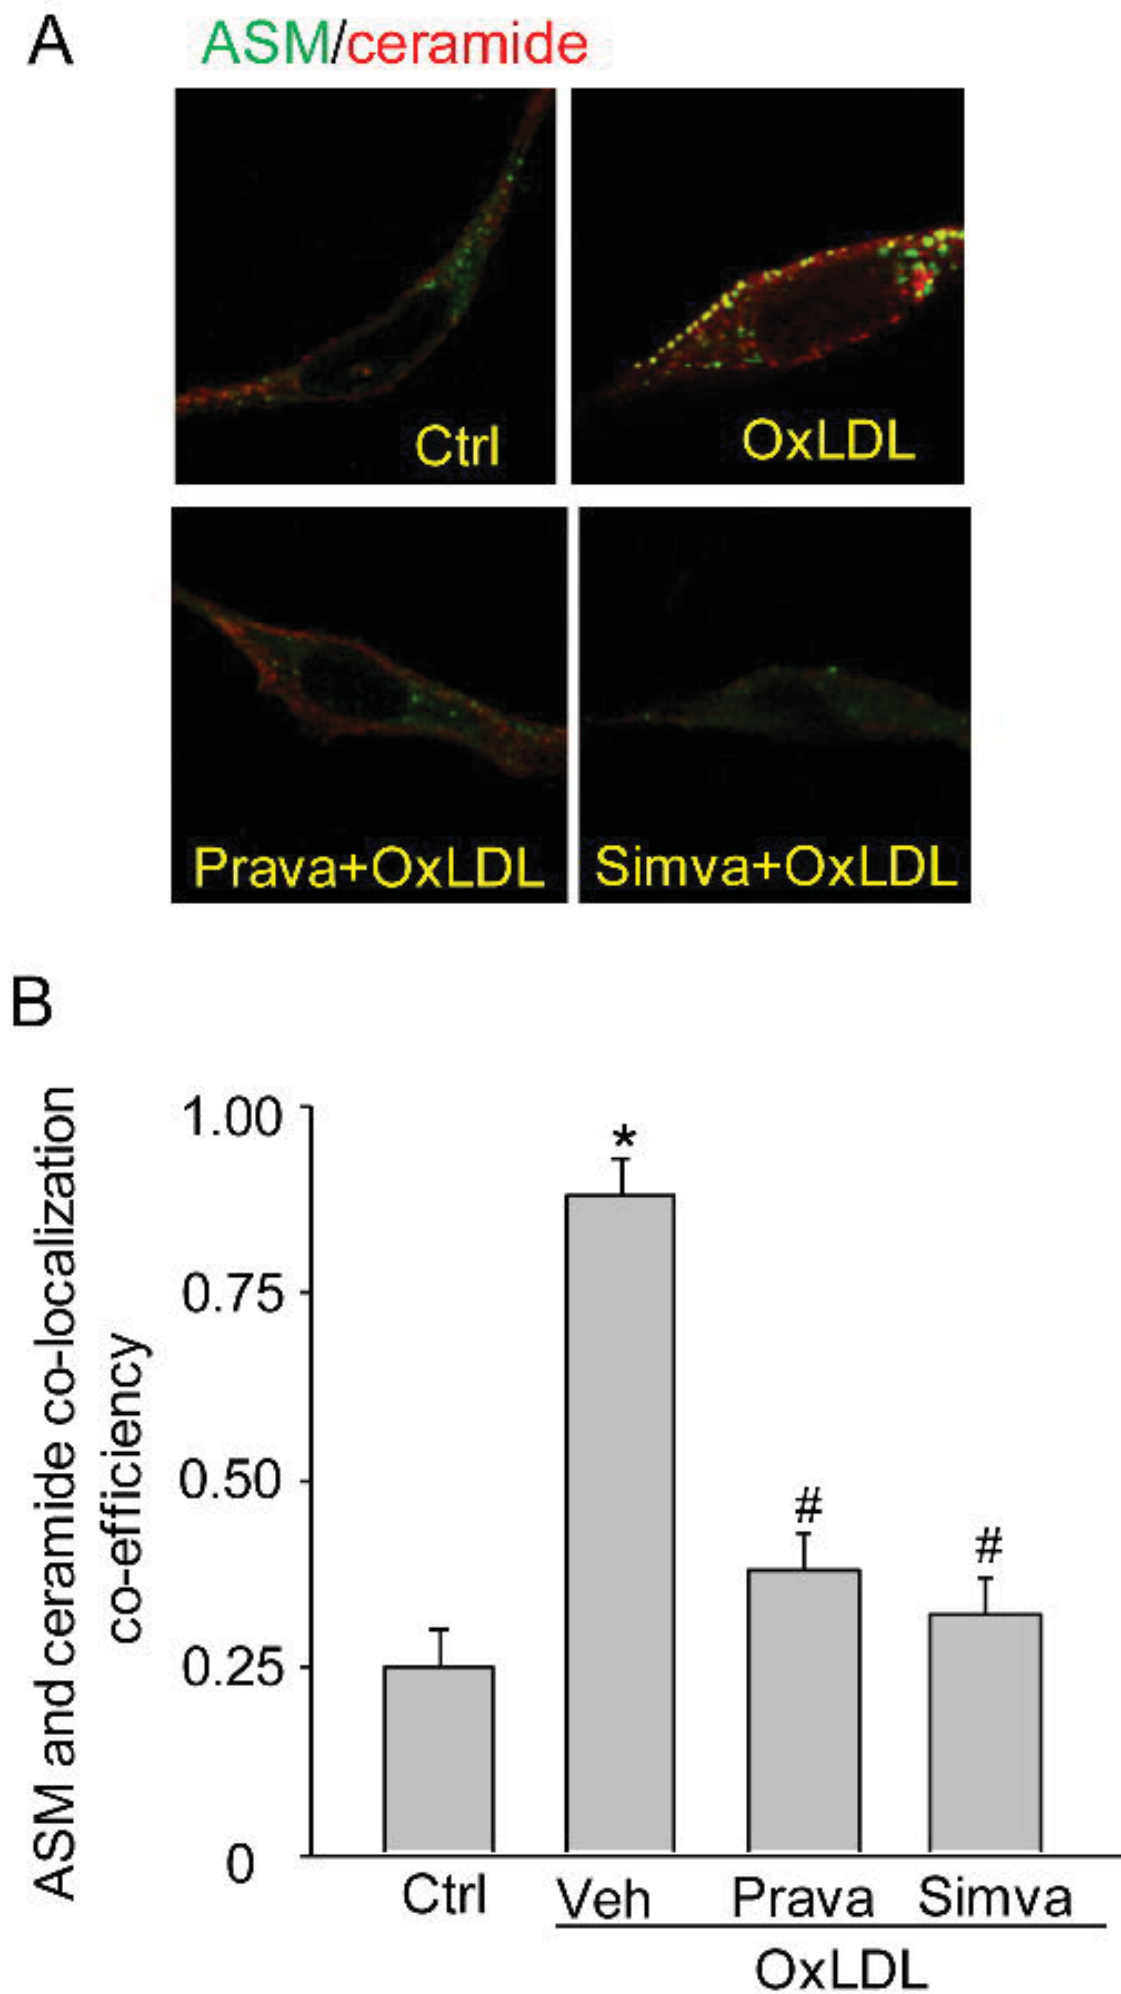 A
ASM/ceramide
Ctrl
OxLDL
Prava+OxLDL
Simva+OxLDL
B
ASM and ceramide co-localization
co-efficiency
1.00
0.75
0.50
0.25
0
*
#
#
Ctrl
Veh
Prava
Simva
OxLDL